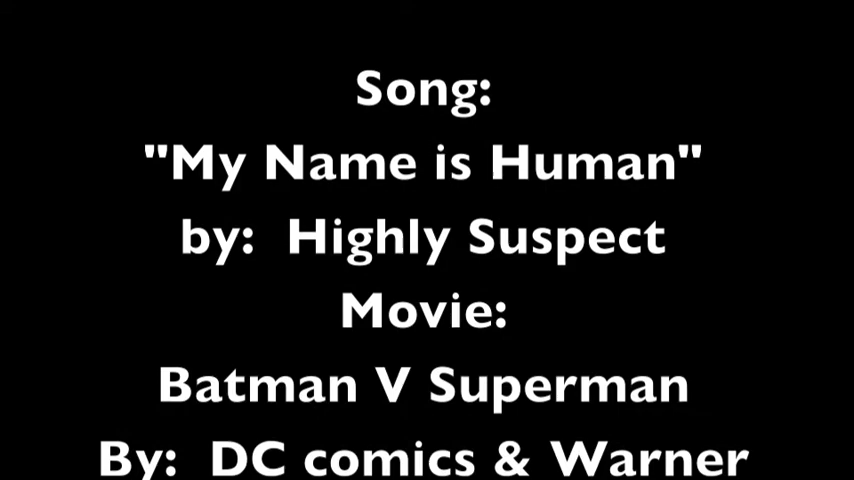 Song:
"My Name is Human"
by:  Highly Suspect
Movie:
Batman V Superman
By:  DC comics & Warner